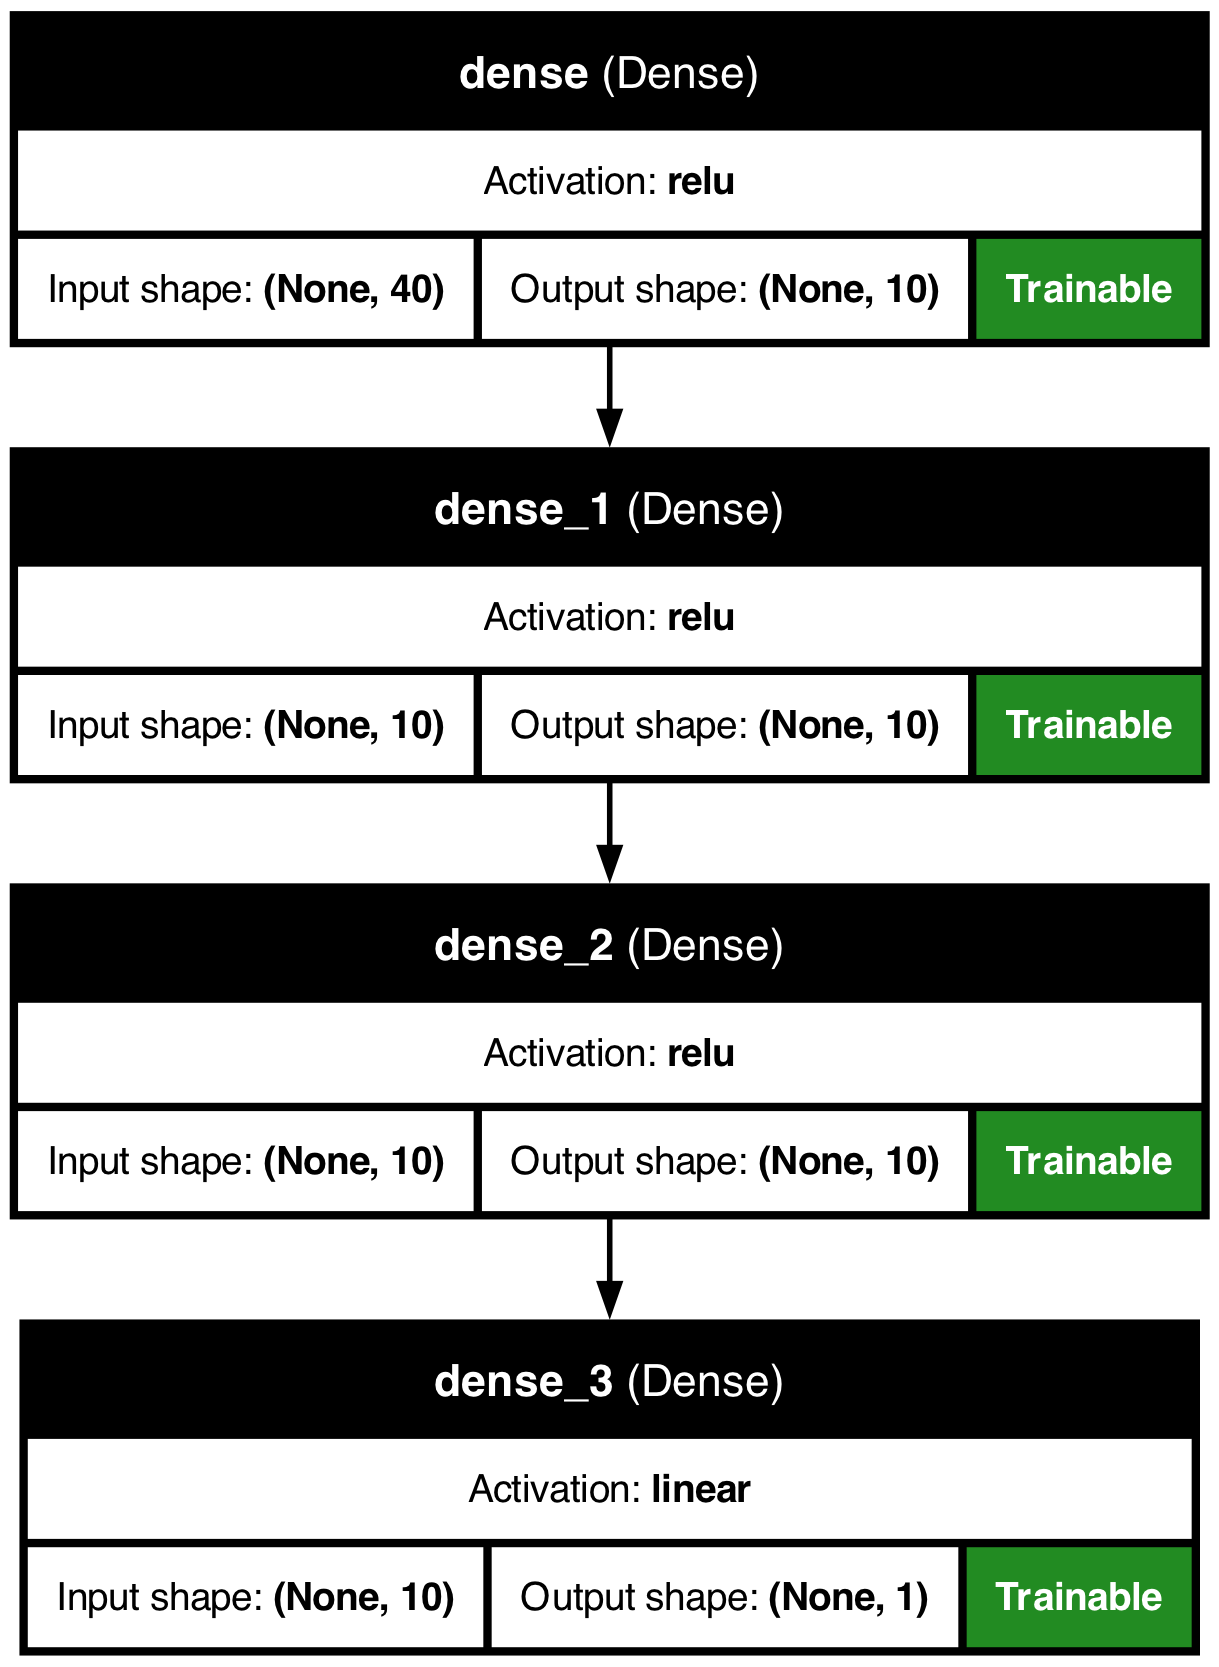 dense (Dense)
Activation: relu
Input shape: (None, 40) Output shape: (None, 10) Trainable
dense_1 (Dense)
Activation: relu
Input shape: (None, 10) Output shape: (None, 10) Trainable
dense_2 (Dense)
Activation: relu
Input shape: (None, 10) Output shape: (None, 10) Trainable
dense_3 (Dense)
Activation: linear
Input shape: (None, 10) Output shape: (None, 1) Trainable